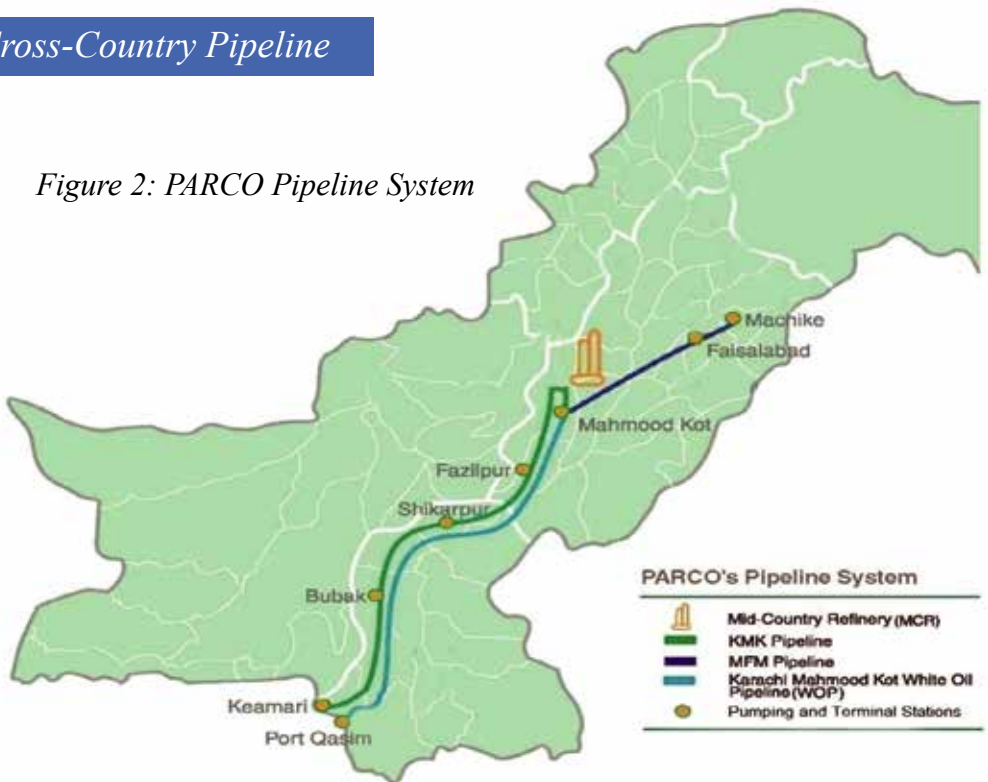 ross-Country Pipeline
Figure 2: PARCO Pipeline System
Machike
Faisalabad
Mahmood Kot
Fazilpur
Shikarpur
Bubak
Keamari
Port Qasim
PARCO's Pipeline System
Mid-Country Refinery (MCR)
KMK Pipeline
MFM Pipeline
Karachi Mahmood Kot White Oil
Pipeline (WOP)
Pumping and Terminal Stations